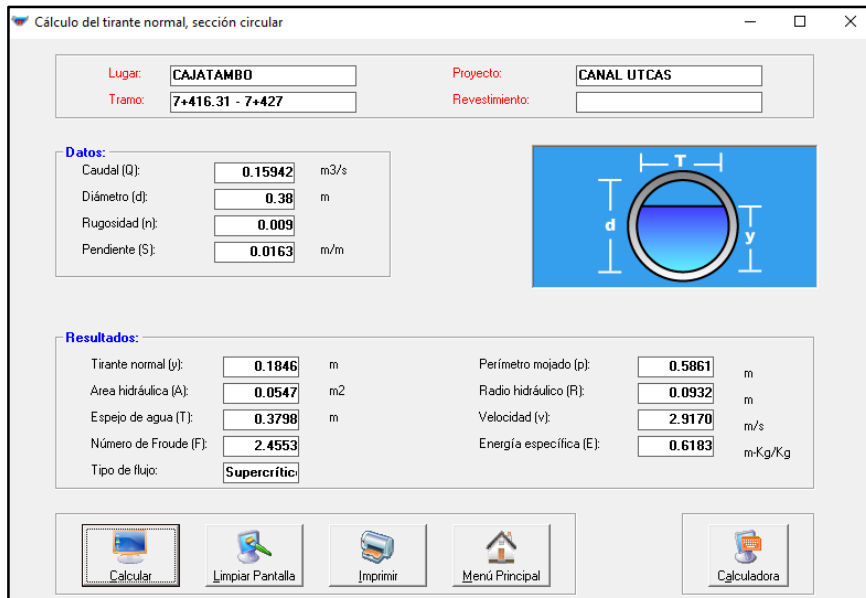 Cálculo del tirante normal, sección circular
Lugar: CAJATAMBO Proyecto: CANAL UTCAS
Tramo: 7+416.31 - 7+427 Revestimiento:
Datos:
Caudal (Q): 0.15942 m3/s
Diámetro (d): 0.38 m
Rugosidad (n): 0.009
Pendiente (S): 0.0163 m/m
T
d
y
Resultados:
Tirante normal (y): 0.1846 m Perímetro mojado (p): 0.5861 m
Area hidráulica (A): 0.0547 m2 Radio hidráulico (R): 0.0932 m
Espejo de agua (T): 0.3798 m Velocidad (v): 2.9170 m/s
Número de Froude (F): 2.4553 Energía específica (E): 0.6183 m-Kg/Kg
Tipo de flujo: Supercrític
Calcular Limpiar Pantalla Imprimir Menú Principal Calculadora